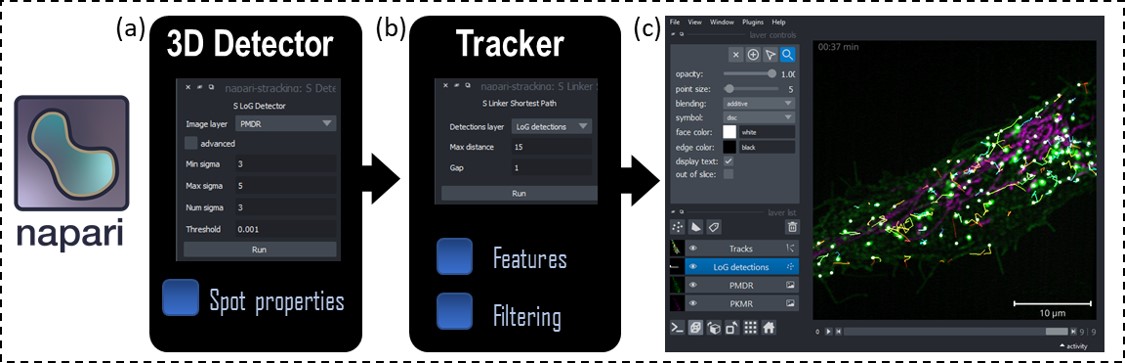 napari
(a)
3D Detector
napari-stracking: S Dete
S LoG Detector
Image layer PMDR
advanced
Min sigma 3
Max sigma 5
Num sigma 3
Threshold 0.001
Run
Spot properties
(b)
Tracker
napari-stracking: S Linker S
S Linker Shortest Path
Detections layer LoG detections
Max distance 15
Gap 1
Run
Features
Filtering
(c)
File View Window Plugins Help
layer controls
opacity: 1.00
point size: 5
blending: additive
symbol: disc
face color: white
edge color: black
display text:
out of slice:
layer list
Tracks
LoG detections
PMDR
PKMR
00:37 min
10 µm
9 | 9
activity